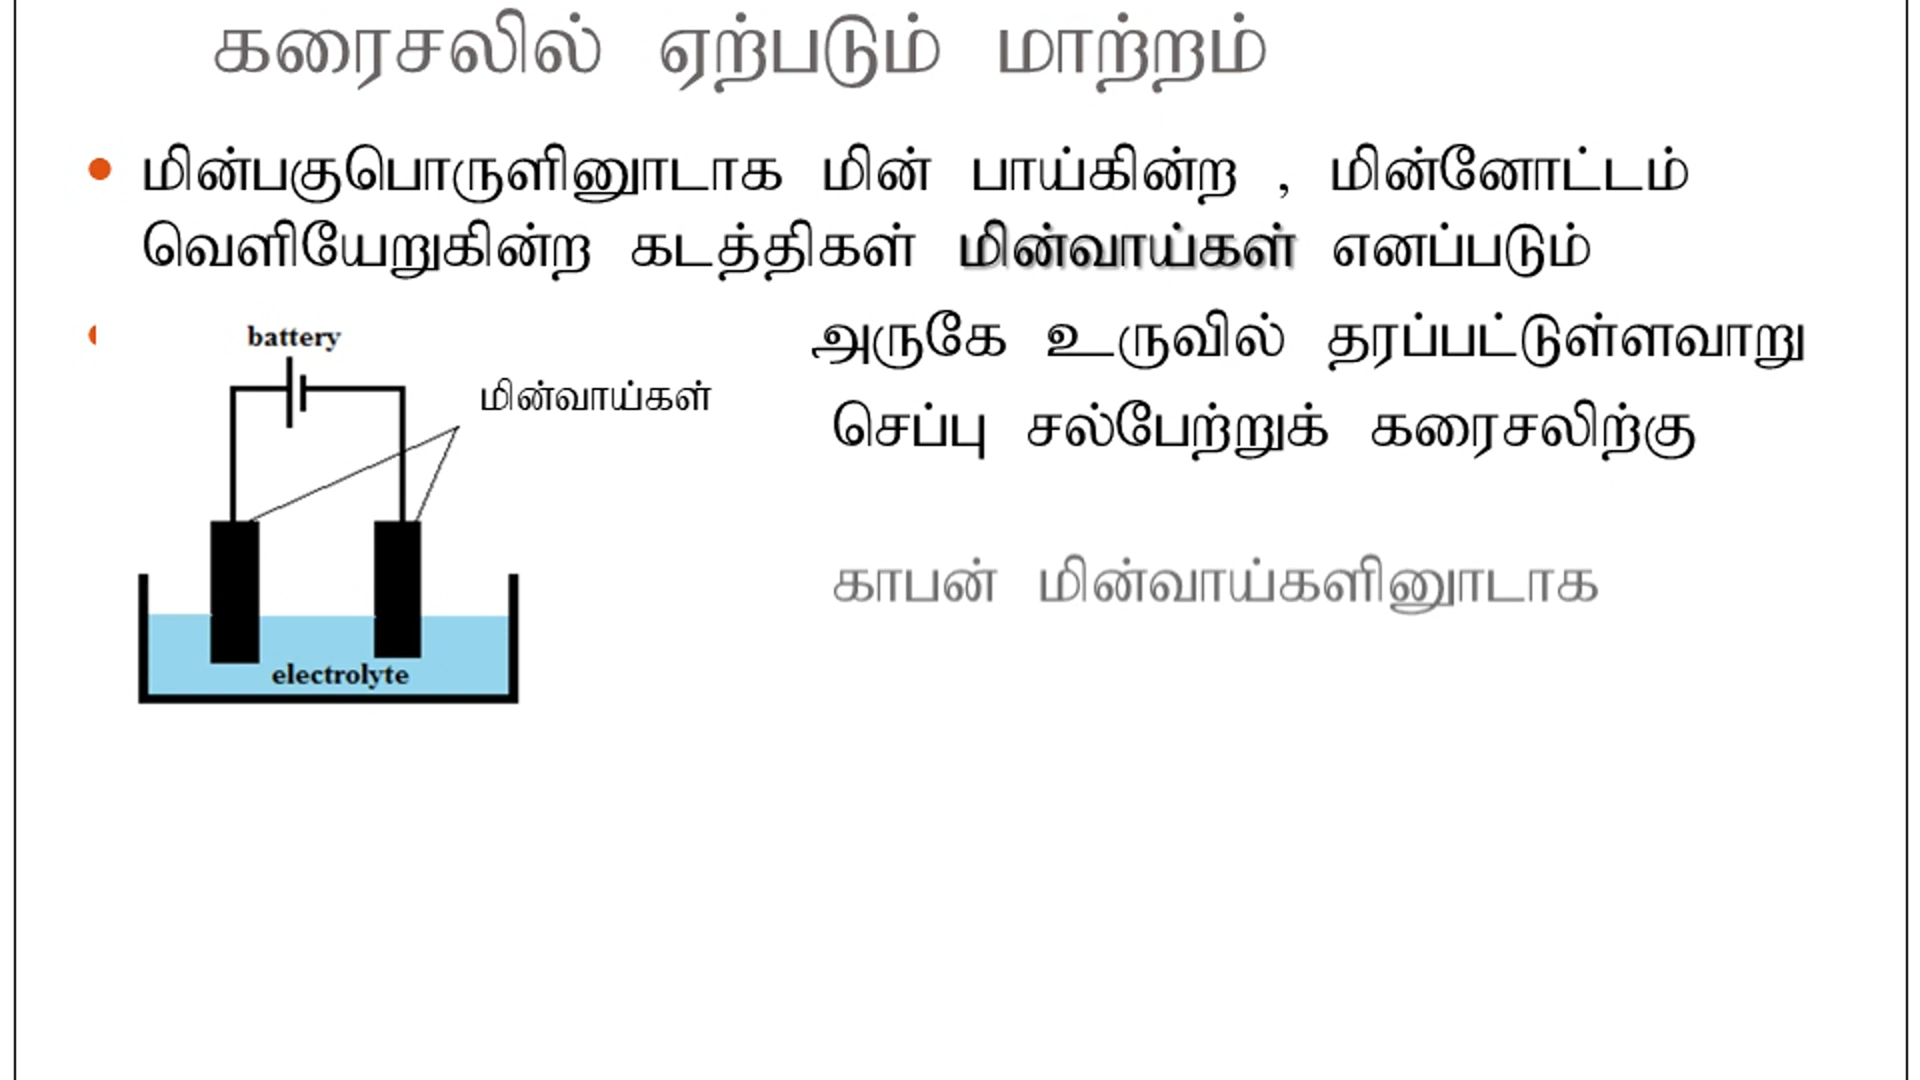 கரைசலில் ஏற்படும் மாற்றம்
மின்பகுபொருளினூடாக மின் பாய்கின்ற , மின்னோட்டம்
வெளியேறுகின்ற கடத்திகள் மின்வாய்கள் எனப்படும்
battery
மின்வாய்கள்
electrolyte
அருகே உருவில் தரப்பட்டுள்ளவாறு
செப்பு சல்பேற்றுக் கரைசலிற்கு
காபன் மின்வாய்களினூடாக